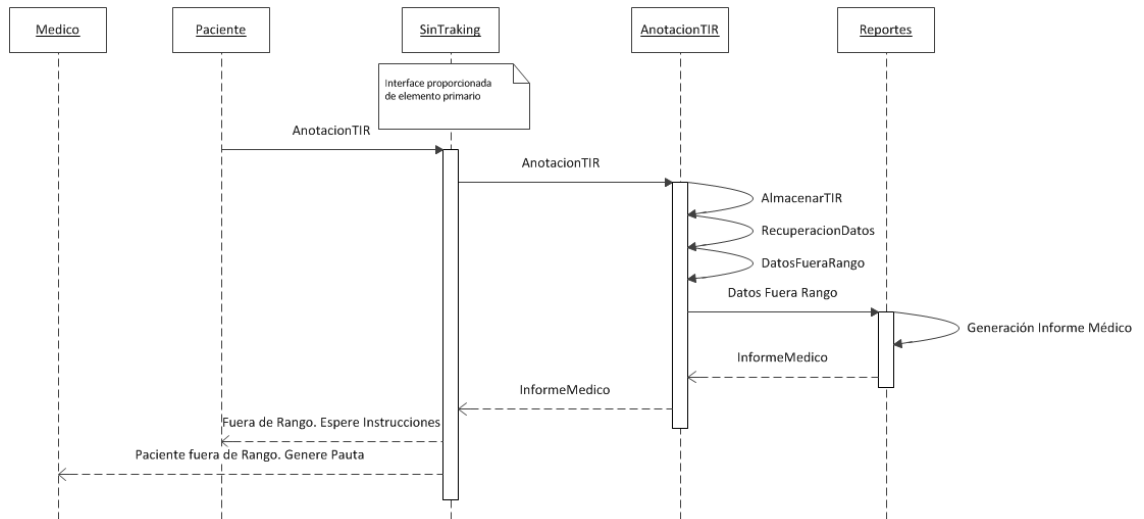 Medico
Paciente
SinTraking
AnotacionTIR
Reportes
Interface proporcionada
de elemento primario
AnotacionTIR
AnotacionTIR
AlmacenarTIR
RecuperacionDatos
DatosFueraRango
Datos Fuera Rango
Generación Informe Médico
InformeMedico
InformeMedico
Fuera de Rango. Espere Instrucciones
Paciente fuera de Rango. Genere Pauta